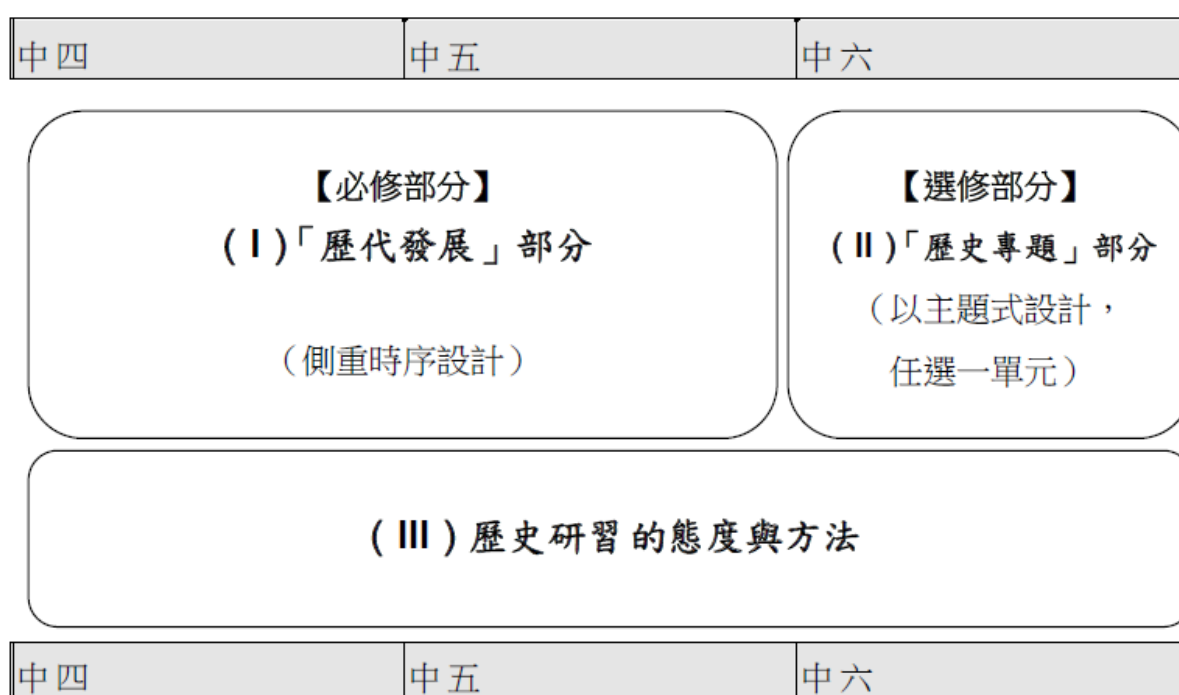 中四 中五 中六
【必修部分】
(I)「歷代發展」部分
（側重時序設計）
【選修部分】
(II)「歷史專題」部分
（以主題式設計，
任選一單元）
(III)歷史研習的態度與方法
中四 中五 中六